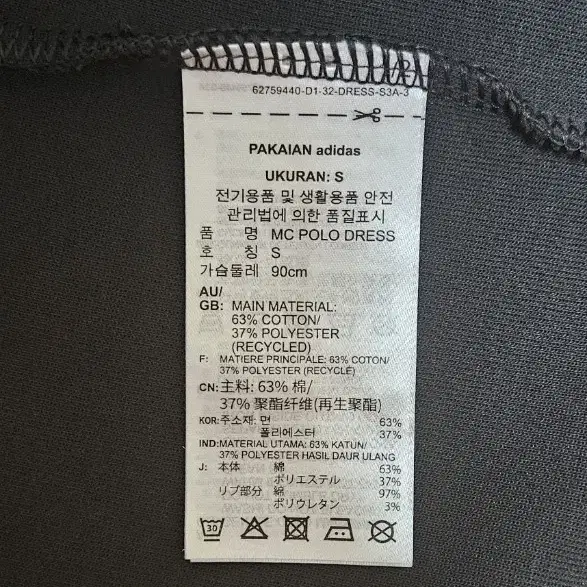 62759440-D1-32-DRESS-S3A-3
PAKAIAN adidas
UKURAN: S
전기용품 및 생활용품 안전
관리법에 의한 품질표시
품 명 MC POLO DRESS
호 칭 S
가슴둘레 90cm
AU/
GB: MAIN MATERIAL:
63% COTTON/
37% POLYESTER
(RECYCLED)
F: MATIERE PRINCIPALE: 63% COTON/
37% POLYESTER (RECYCLÉ)
CN:主料: 63% 棉/
37% 聚酯纤维(再生聚酯)
KOR:주소재: 면 63%
폴리에스터 37%
IND:MATERIAL UTAMA: 63% KATUN/
37% POLYESTER HASIL DAUR ULANG
J: 本体 綿 63%
ポリエステル 37%
リブ部分 綿 97%
ポリウレタン 3%
30